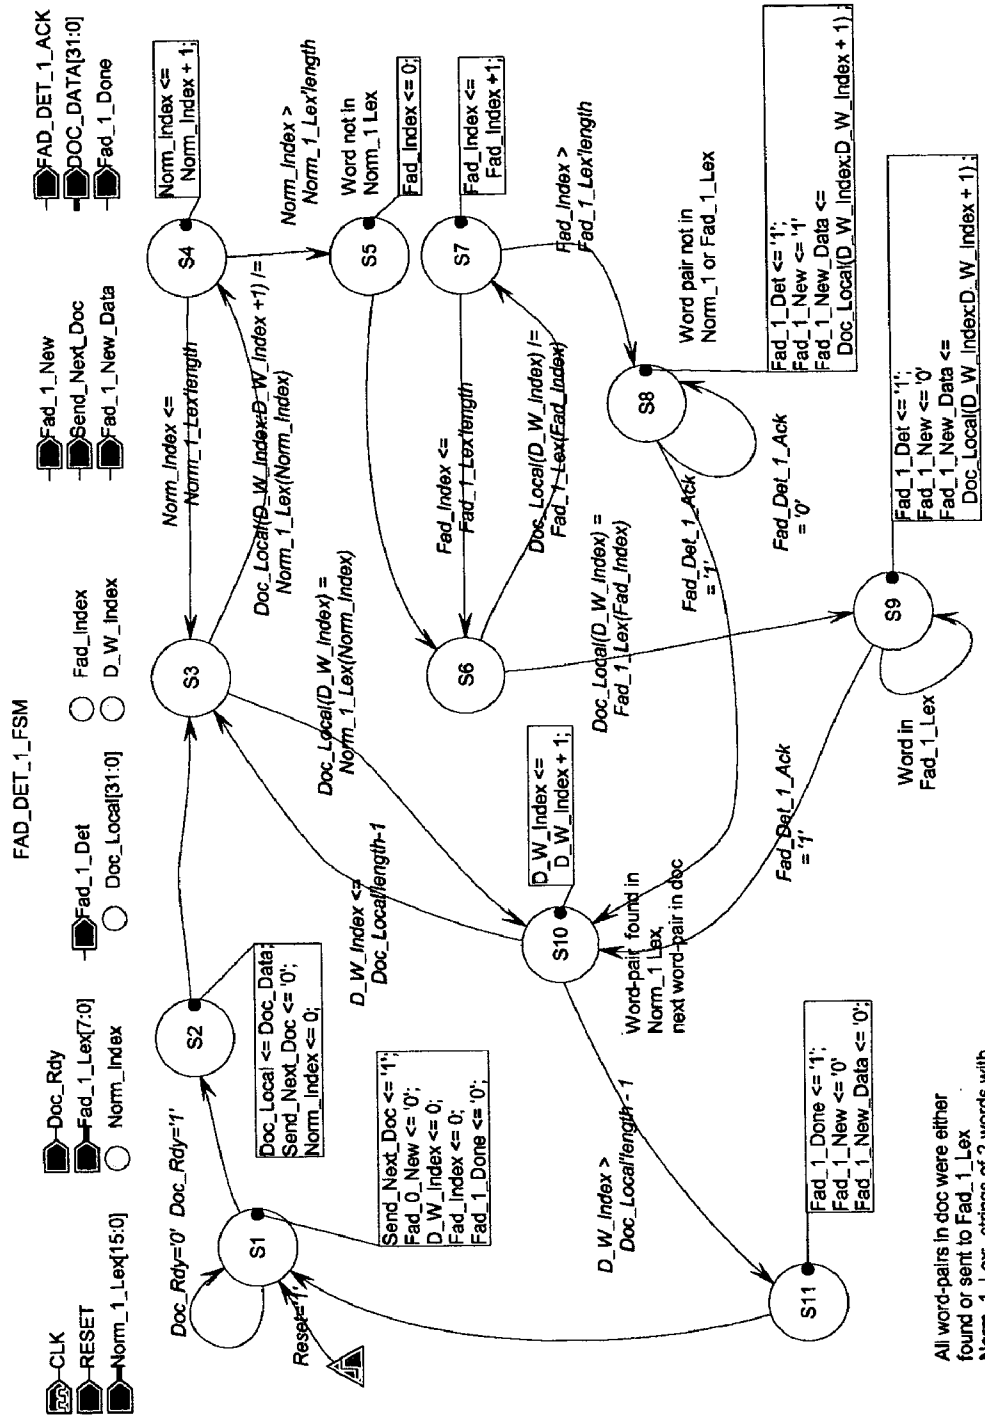 FAD_DET_1_FSM
CLK
RESET
Norm_1_Lex[15:0]
Doc_Rdy
Fad_1_Lex[7:0]
Norm_Index
Fad_1_Det
Doc_Local[31:0]
Fad_Index
D_W_Index
Fad_1_New
Send_Next_Doc
Fad_1_New_Data
FAD_DET_1_ACK
DOC_DATA[31:0]
Fad_1_Done
Doc_Rdy='0'
Doc_Rdy='1'
Reset='1'
S1
Send_Next_Doc <= '1';
Fad_0_New <= '0';
D_W_Index <= 0;
Fad_Index <= 0;
Fad_1_Done <= '0';
S2
Doc_Local <= Doc_Data;
Send_Next_Doc <= '0';
Norm_Index <= 0;
S3
Norm_Index <=
Norm_1_Lex'length
Doc_Local(D_W_Index:D_W_Index +1) /=
Norm_1_Lex(Norm_Index)
S4
Norm_Index <=
Norm_Index + 1;
Norm_Index >
Norm_1_Lex'length
Word not in
Norm_1 Lex
S5
Fad_Index <= 0;
Doc_Local(D_W_Index) =
Norm_1_Lex(Norm_Index)
D_W_Index <=
Doc_Local'length-1
S6
Fad_Index <=
Fad_1_Lex'length
Doc_Local(D_W_Index) /=
Fad_1_Lex(Fad_Index)
S7
Fad_Index <=
Fad_Index +1;
Fad_Index >
Fad_1_Lex'length
Doc_Local(D_W_Index) =
Fad_1_Lex(Fad_Index)
S8
Word pair not in
Norm_1 or Fad_1_Lex
Fad_1_Det <= '1';
Fad_1_New <= '1'
Fad_1_New_Data <=
Doc_Local(D_W_Index:D_W_Index + 1) ;
Fad_Det_1_Ack
= '1'
Fad_Det_1_Ack
= '0'
S9
Fad_1_Det <= '1';
Fad_1_New <= '0'
Fad_1_New_Data <=
Doc_Local(D_W_Index:D_W_Index + 1) ;
Word in
Fad_1_Lex
Fad_Det_1_Ack
= '1'
S10
D_W_Index <=
D_W_Index + 1;
Word-pair found in
Norm_1 Lex,
next word-pair in doc
D_W_Index >
Doc_Local'length - 1
S11
Fad_1_Done <= '1';
Fad_1_New <= '0'
Fad_1_New_Data <= '0';
All word-pairs in doc were either
found or sent to Fad_1_Lex
Norm_1_Lex - strings of 2 words with